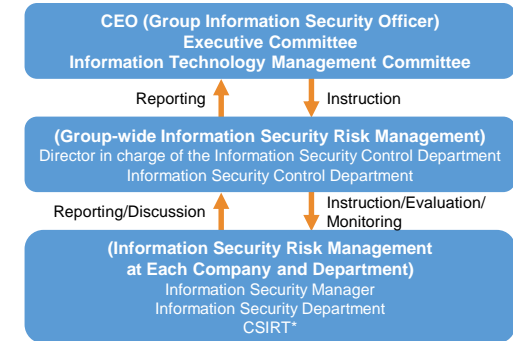 CEO (Group Information Security Officer)
Executive Committee
Information Technology Management Committee
Reporting
Instruction
(Group-wide Information Security Risk Management)
Director in charge of the Information Security Control Department
Information Security Control Department
Reporting/Discussion
Instruction/Evaluation/
Monitoring
(Information Security Risk Management
at Each Company and Department)
Information Security Manager
Information Security Department
CSIRT*